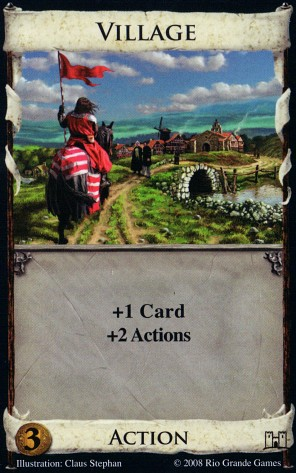 VILLAGE
+1 Card
+2 Actions
3
ACTION
Illustration: Claus Stephan
© 2008 Rio Grande Games